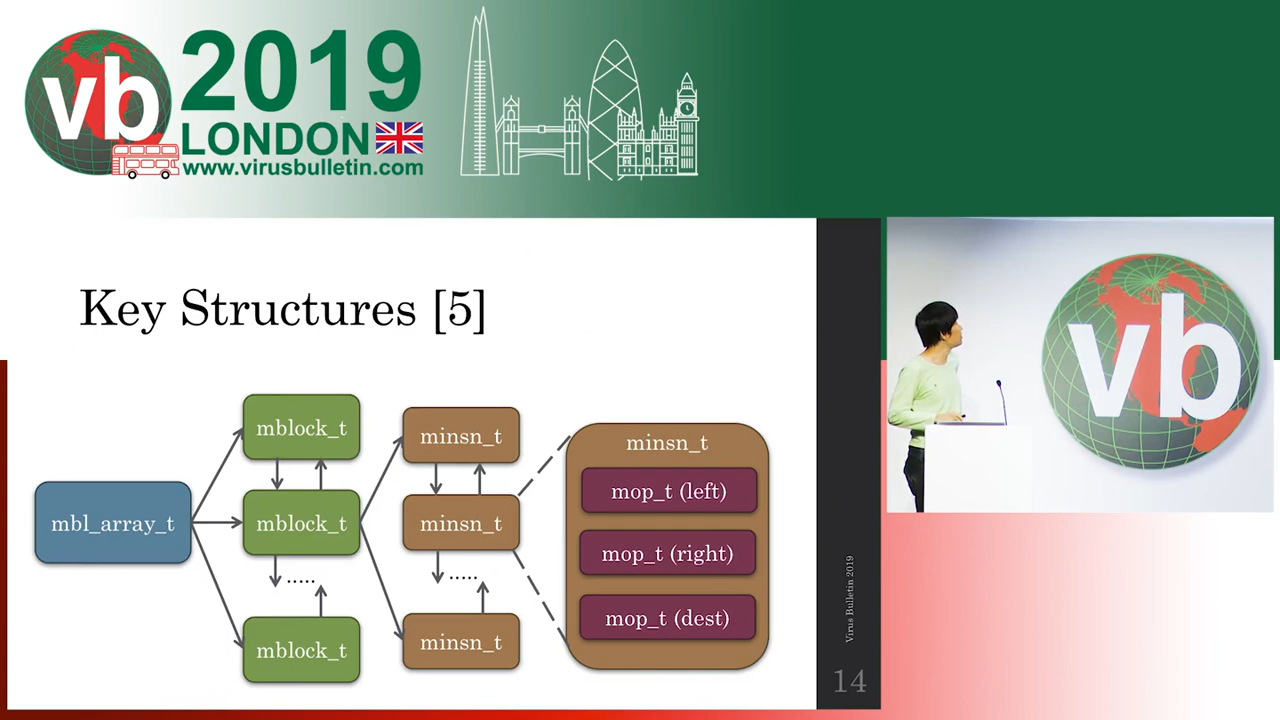 vb
2019
LONDON
www.virusbulletin.com
Key Structures [5]
mbl_array_t
mblock_t
mblock_t
.....
mblock_t
minsn_t
minsn_t
.....
minsn_t
minsn_t
mop_t (left)
mop_t (right)
mop_t (dest)
Virus Bulletin 2019
14
vb